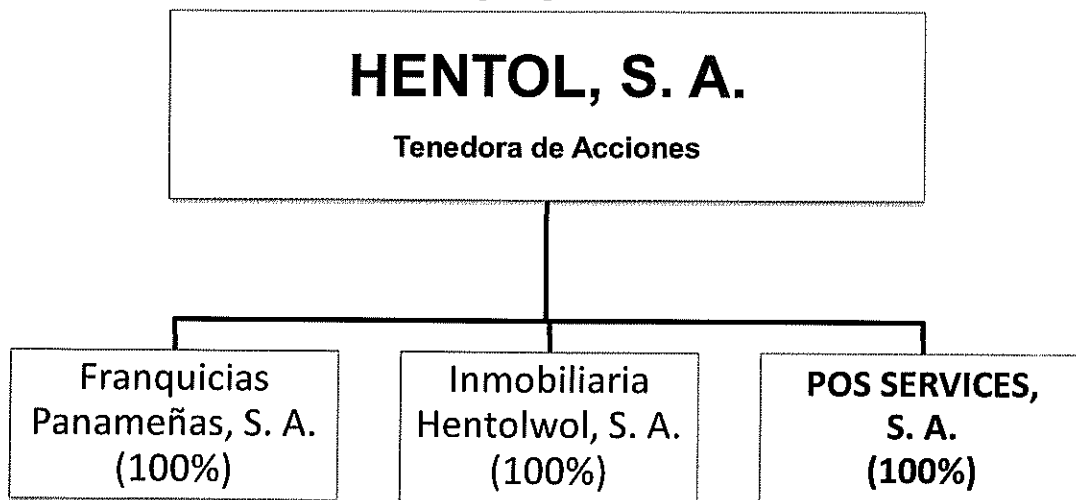 HENTOL, S. A.
Tenedora de Acciones
Franquicias
Panameñas, S. A.
(100%)
Inmobiliaria
Hentolwol, S. A.
(100%)
POS SERVICES,
S. A.
(100%)